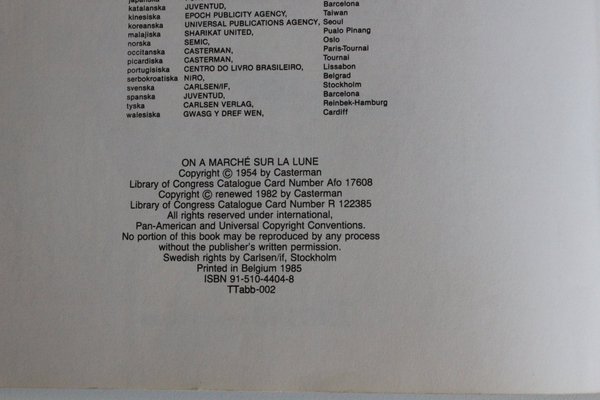 katalanska JUVENTUD, Barcelona
kinesiska EPOCH PUBLICITY AGENCY, Taiwan
koreanska UNIVERSAL PUBLICATIONS AGENCY, Seoul
malajiska SHARIKAT UNITED, Pualo Pinang
norska SEMIC, Oslo
occitanska CASTERMAN, Paris-Tournai
picardiska CASTERMAN, Tournai
portugisiska CENTRO DO LIVRO BRASILEIRO, Lissabon
serbokroatiska NIRO, Belgrad
svenska CARLSEN/IF, Stockholm
spanska JUVENTUD, Barcelona
tyska CARLSEN VERLAG, Reinbek-Hamburg
walesiska GWASG Y DREF WEN, Cardiff
ON A MARCHÉ SUR LA LUNE
Copyright © 1954 by Casterman
Library of Congress Catalogue Card Number Afo 17608
Copyright © renewed 1982 by Casterman
Library of Congress Catalogue Card Number R 122385
All rights reserved under international,
Pan-American and Universal Copyright Conventions.
No portion of this book may be reproduced by any process
without the publisher's written permission.
Swedish rights by Carlsen/if, Stockholm
Printed in Belgium 1985
ISBN 91-510-4404-8
TTabb-002